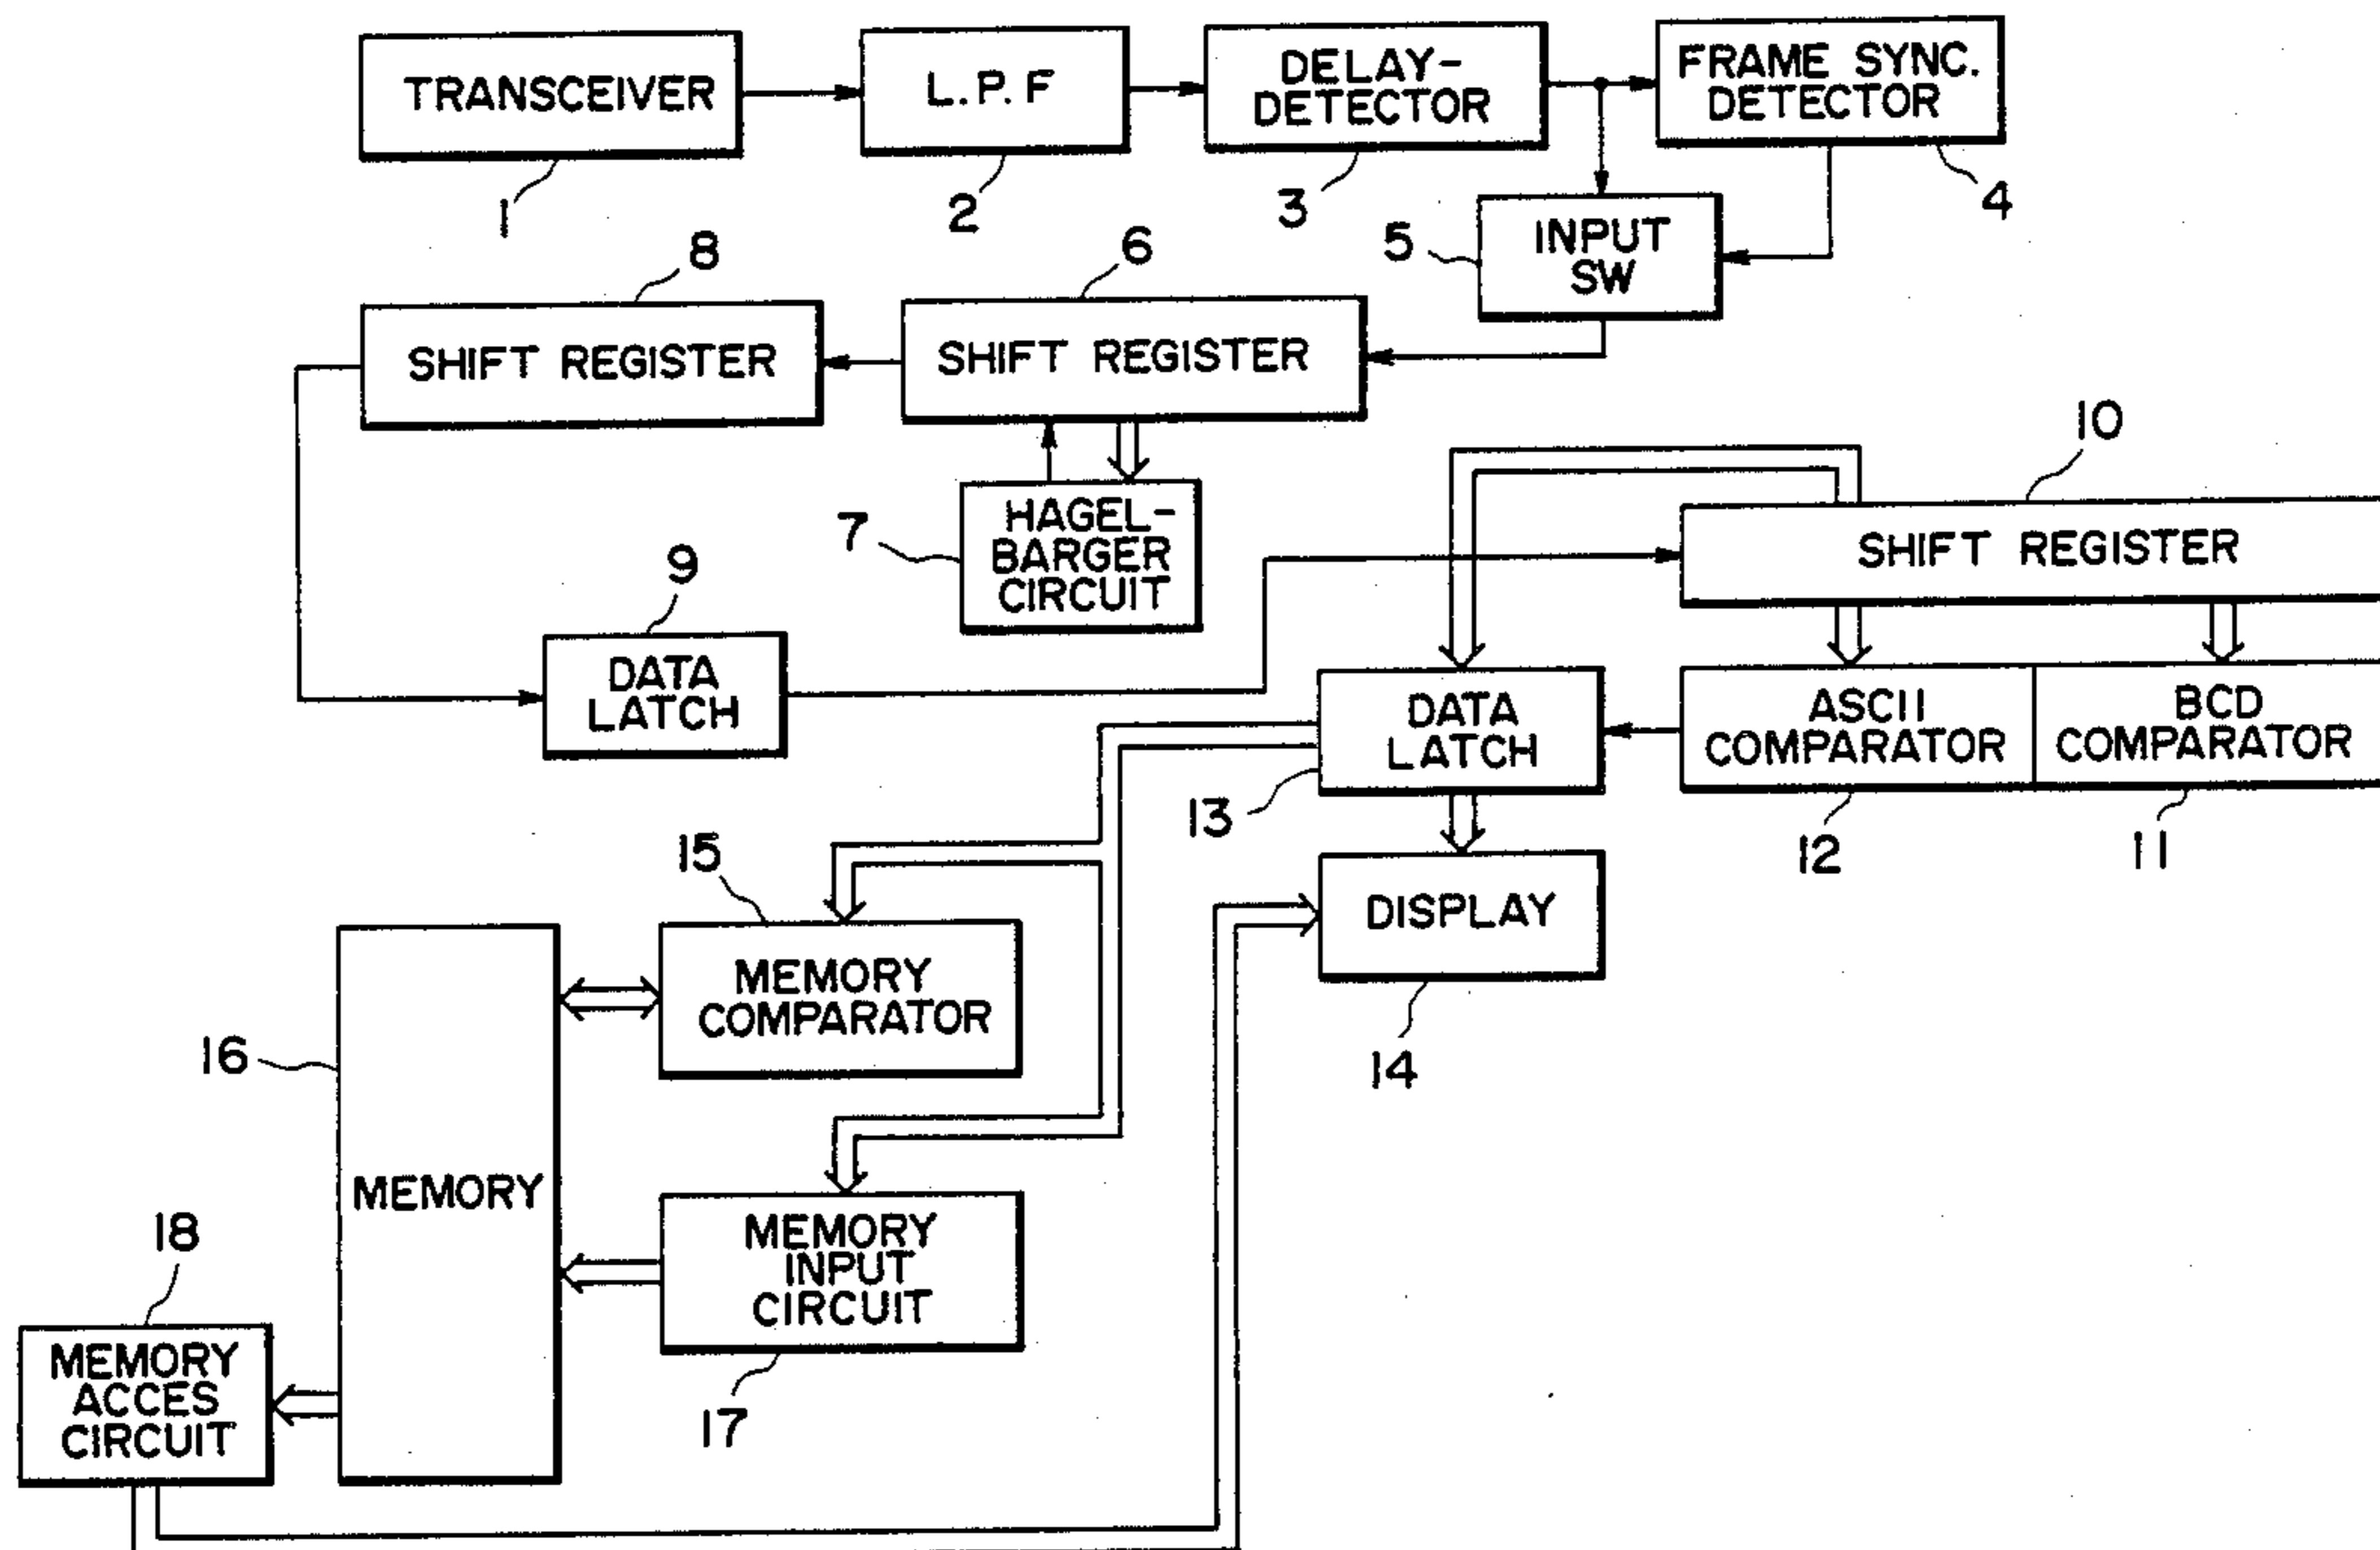 TRANSCEIVER
L.P.F
DELAY-
DETECTOR
FRAME SYNC.
DETECTOR
1
2
3
4
5
INPUT
SW
8
6
SHIFT REGISTER
SHIFT REGISTER
10
7
HAGEL-
BARGER
CIRCUIT
SHIFT REGISTER
9
DATA
LATCH
DATA
LATCH
ASCII
COMPARATOR
BCD
COMPARATOR
13
12
11
15
DISPLAY
14
MEMORY
COMPARATOR
16
MEMORY
18
MEMORY
INPUT
CIRCUIT
17
MEMORY
ACCES
CIRCUIT